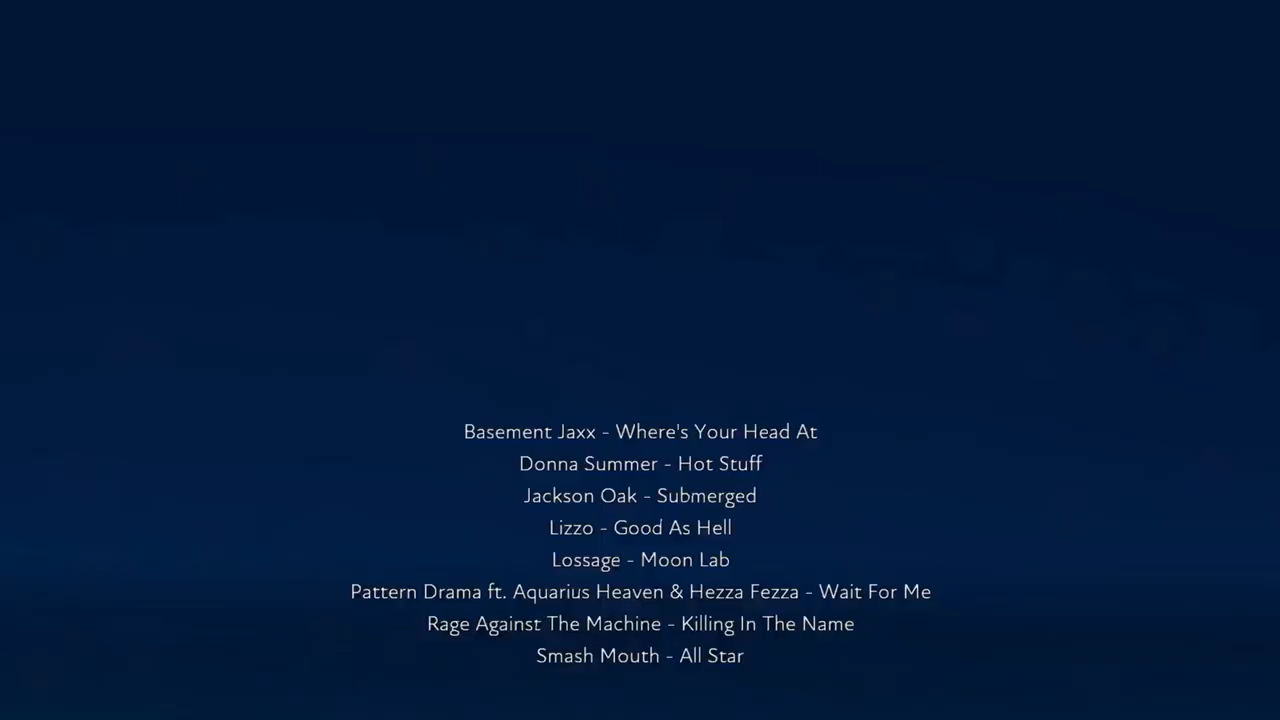 Basement Jaxx - Where's Your Head At
Donna Summer - Hot Stuff
Jackson Oak - Submerged
Lizzo - Good As Hell
Lossage - Moon Lab
Pattern Drama ft. Aquarius Heaven & Hezza Fezza - Wait For Me
Rage Against The Machine - Killing In The Name
Smash Mouth - All Star